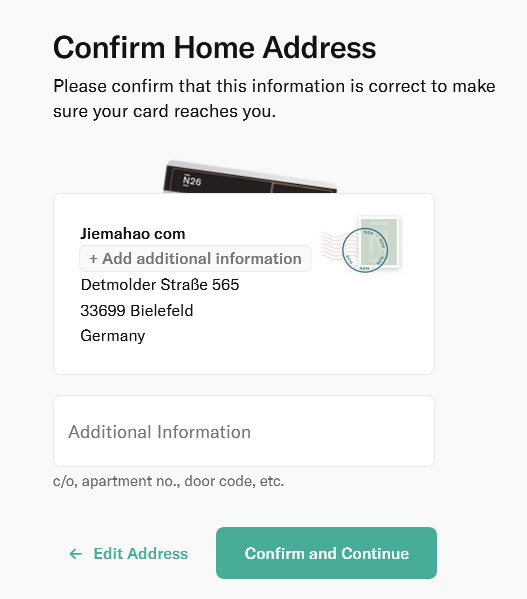 Confirm Home Address
Please confirm that this information is correct to make
sure your card reaches you.
N26
Jiemahao com
+ Add additional information
Detmolder Straße 565
33699 Bielefeld
Germany
Additional Information
c/o, apartment no., door code, etc.
← Edit Address
Confirm and Continue